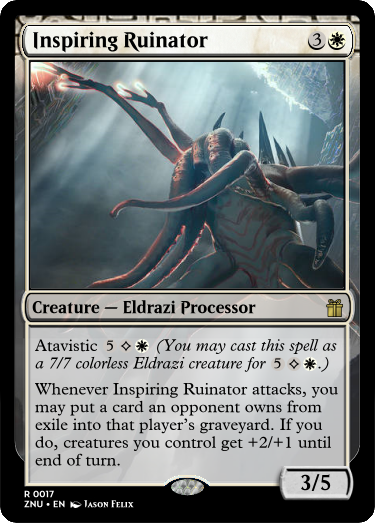 Inspiring Ruinator 3
Creature — Eldrazi Processor
Atavistic 5 (You may cast this spell as
a 7/7 colorless Eldrazi creature for 5 .)
Whenever Inspiring Ruinator attacks, you
may put a card an opponent owns from
exile into that player's graveyard. If you
do, creatures you control get +2/+1 until
end of turn.
3/5
R 0017
ZNU • EN Jason Felix